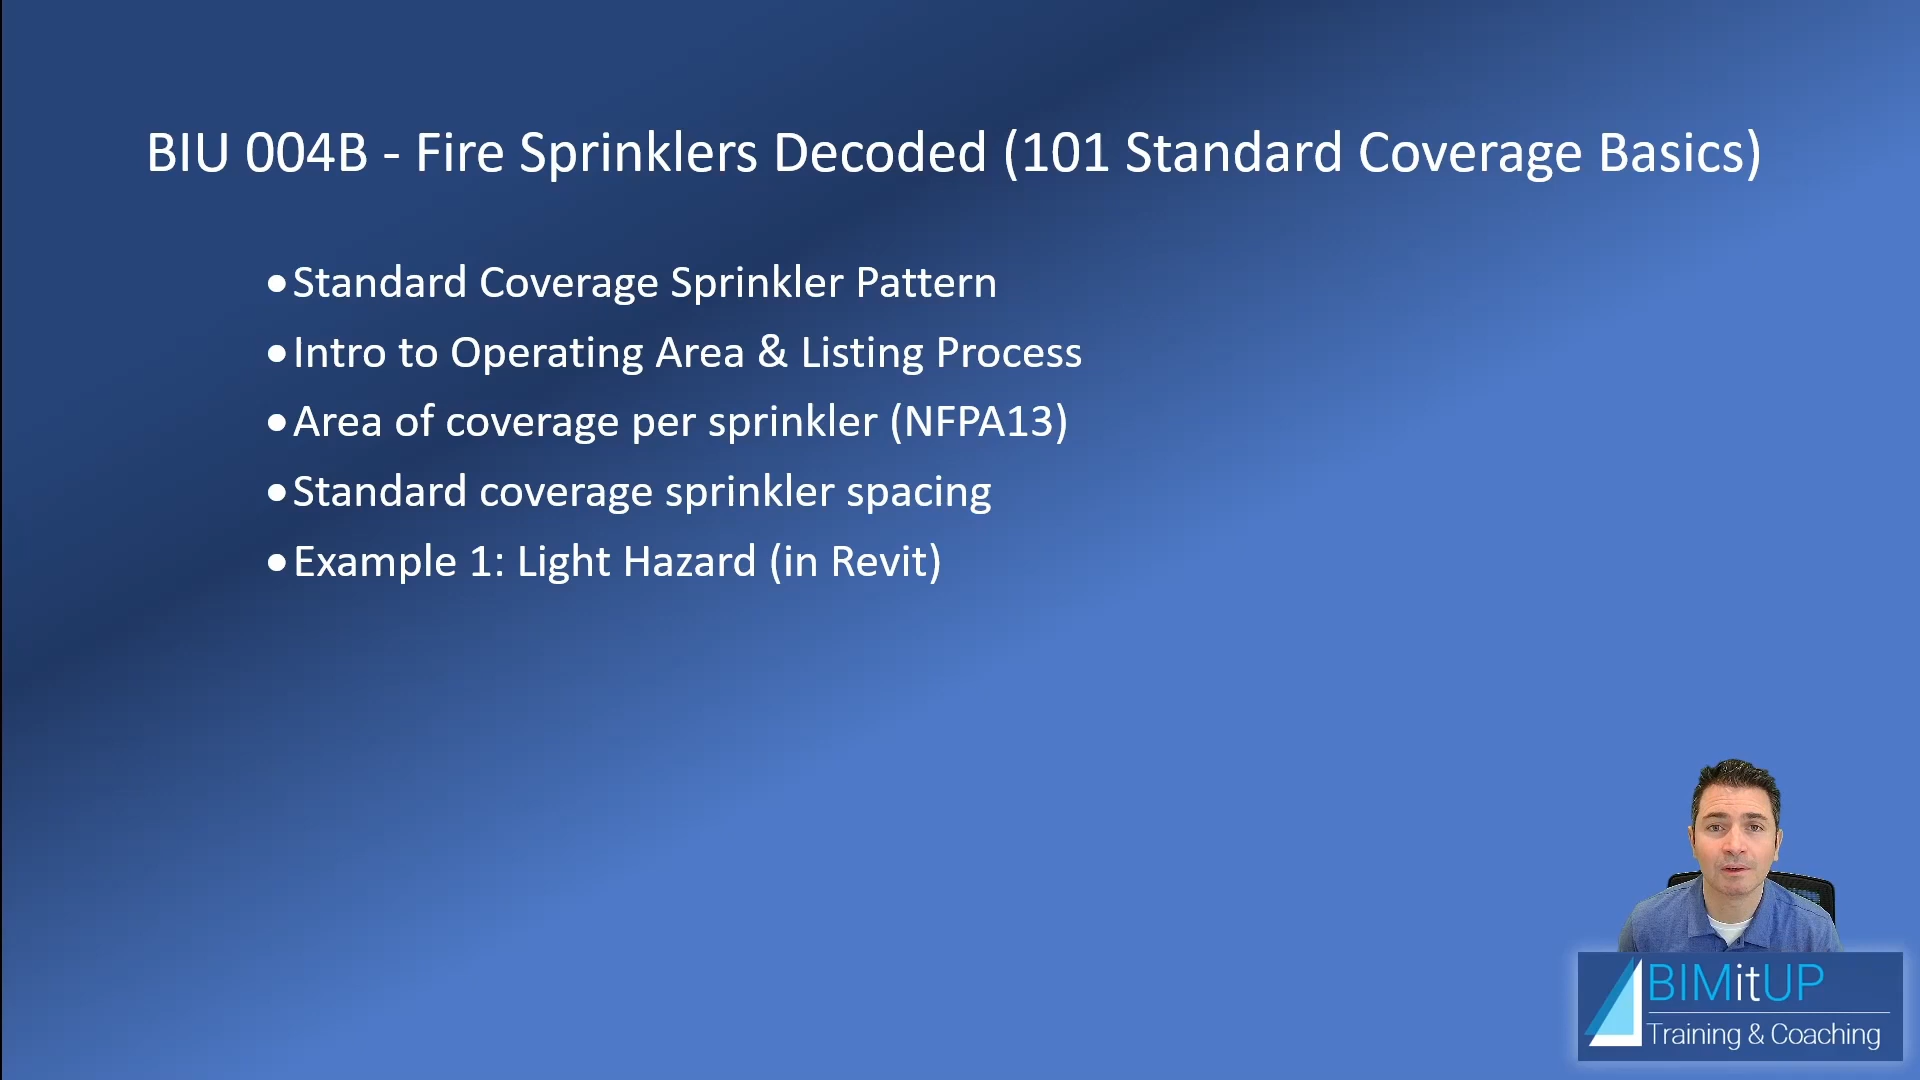 BIU 004B - Fire Sprinklers Decoded (101 Standard Coverage Basics)
●Standard Coverage Sprinkler Pattern
●Intro to Operating Area & Listing Process
●Area of coverage per sprinkler (NFPA13)
●Standard coverage sprinkler spacing
●Example 1: Light Hazard (in Revit)
BIMitUP
Training & Coaching